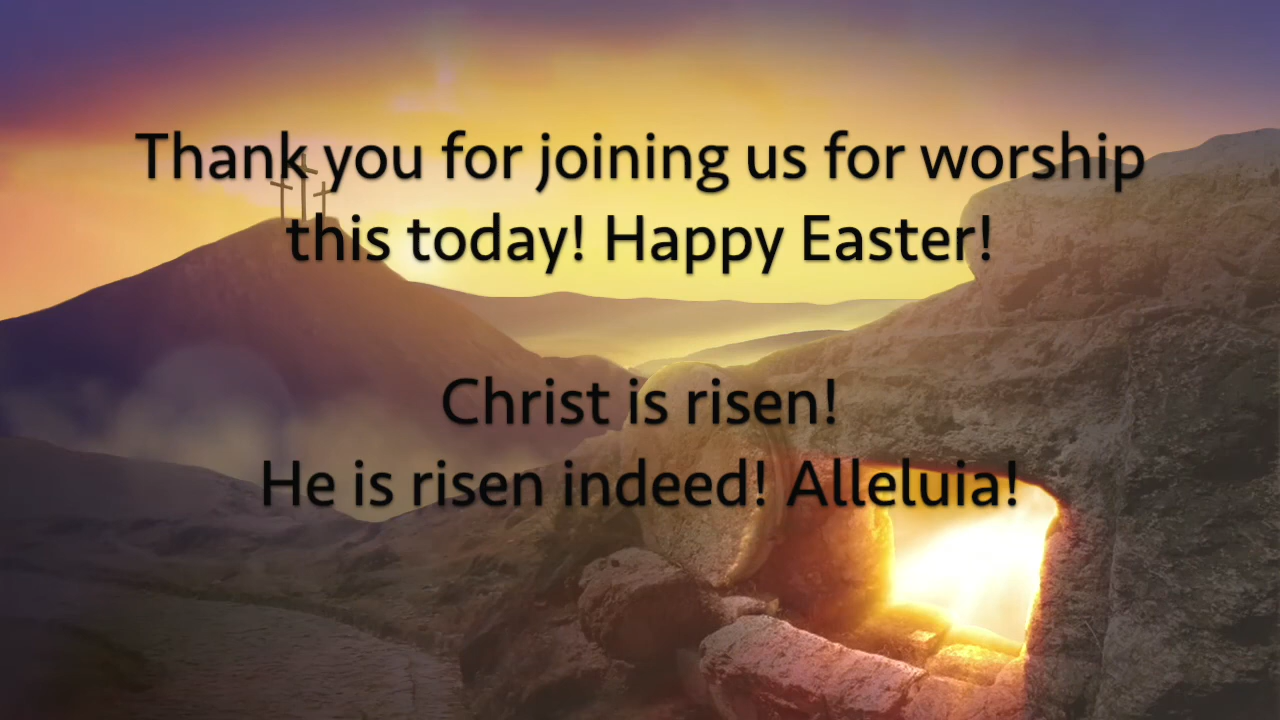 Thank you for joining us for worship
this today! Happy Easter!
Christ is risen!
He is risen indeed! Alleluia!